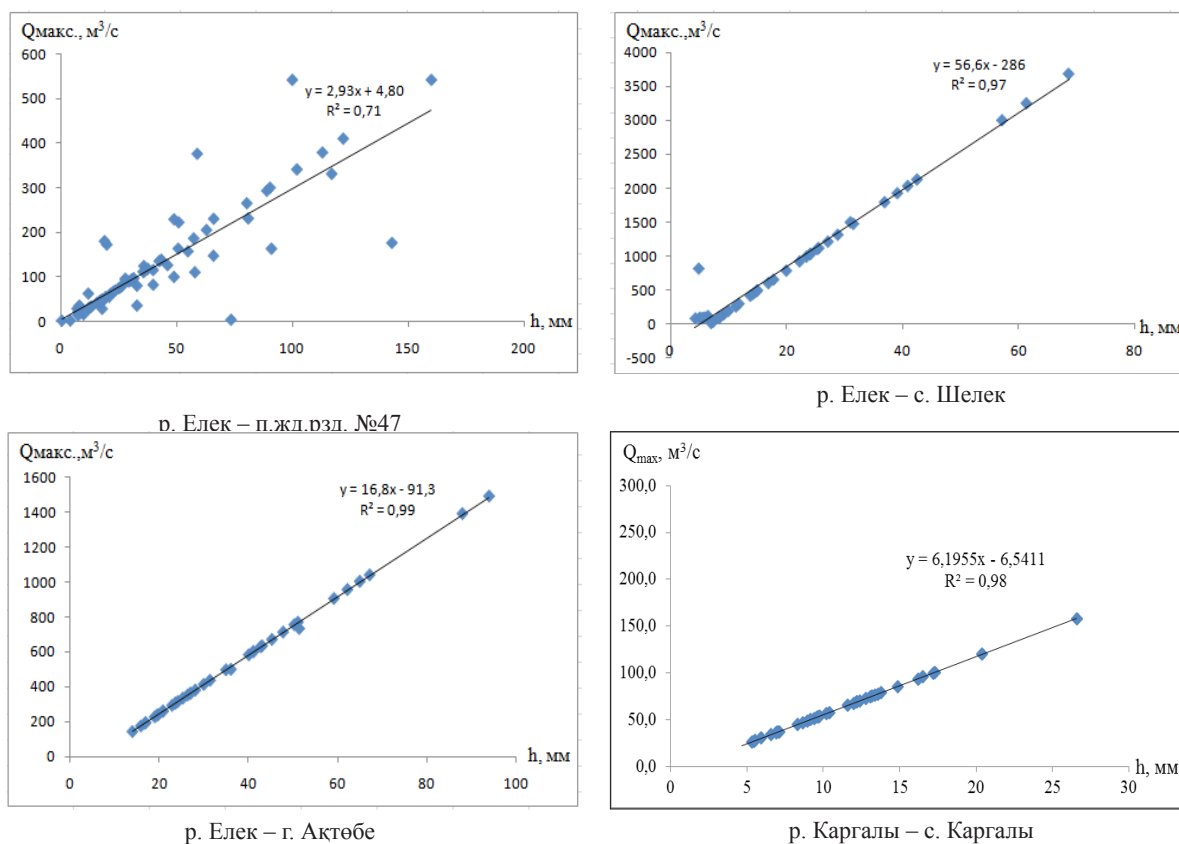 Qмакс., м³/с
600
500
400
300
200
100
0
0
50
100
150
200
h, мм
y = 2,93x + 4,80
R² = 0,71
р. Елек – п.жд.рзд. №47
Qмакс.,м³/с
4000
3500
3000
2500
2000
1500
1000
500
0
-500
0
20
40
60
80
h, мм
y = 56,6x - 286
R² = 0,97
р. Елек – с. Шелек
Qмакс.,м³/с
1600
1400
1200
1000
800
600
400
200
0
0
20
40
60
80
100
h, мм
y = 16,8x - 91,3
R² = 0,99
р. Елек – г. Ақтөбе
Qmax, м³/с
300,0
250,0
200,0
150,0
100,0
50,0
0,0
0
5
10
15
20
25
30
h, мм
y = 6,1955x - 6,5411
R² = 0,98
р. Каргалы – с. Каргалы